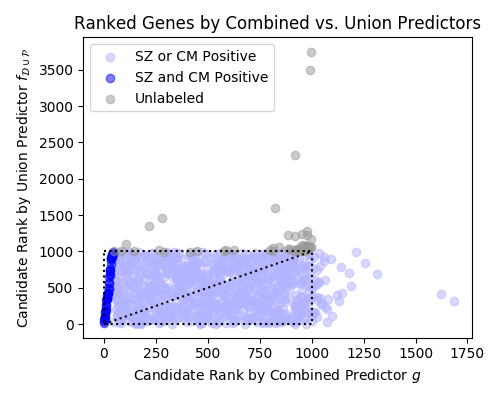 Ranked Genes by Combined vs. Union Predictors
SZ or CM Positive
SZ and CM Positive
Unlabeled
Candidate Rank by Union Predictor f_{D∪P}
3500
3000
2500
2000
1500
1000
500
0
0 250 500 750 1000 1250 1500 1750
Candidate Rank by Combined Predictor g